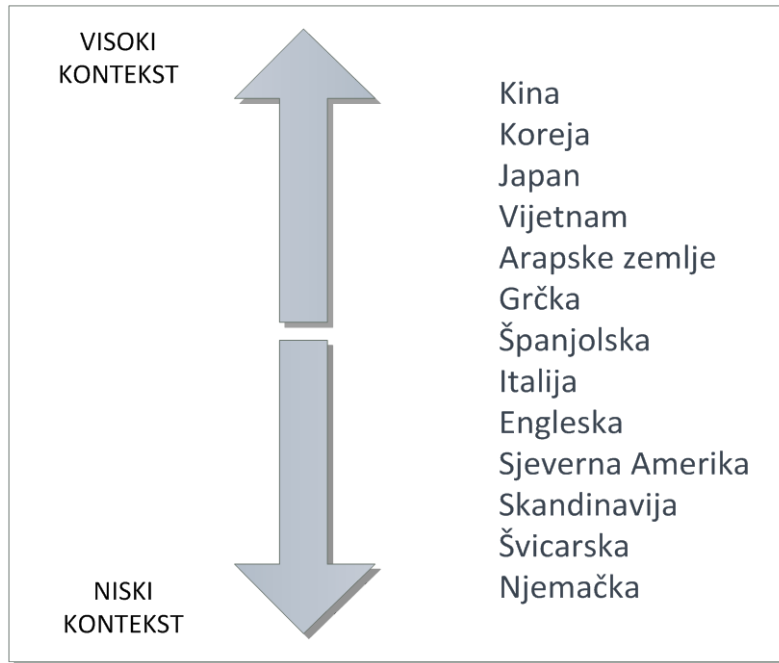 VISOKI
KONTEKST
Kina
Koreja
Japan
Vijetnam
Arapske zemlje
Grčka
Španjolska
Italija
Engleska
Sjeverna Amerika
Skandinavija
Švicarska
Njemačka
NISKI
KONTEKST